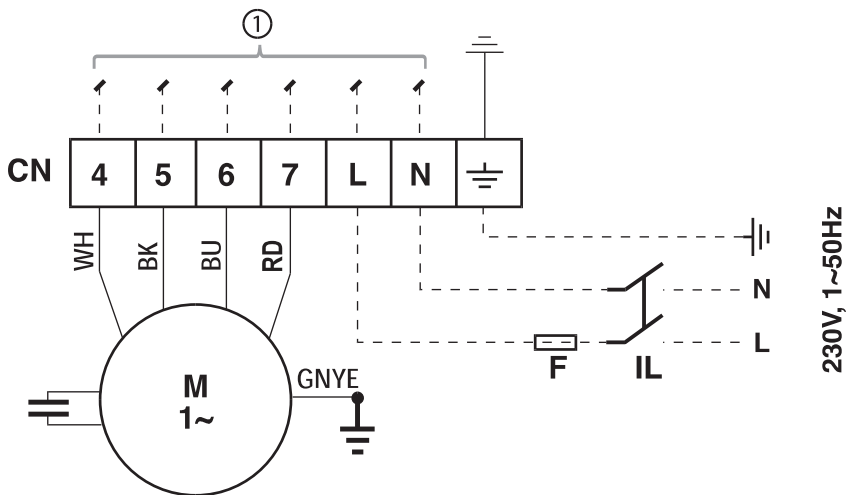 1
CN 4 5 6 7 L N
WH BK BU RD
N
L
F IL
230V, 1~50Hz
M
1~
GNYE